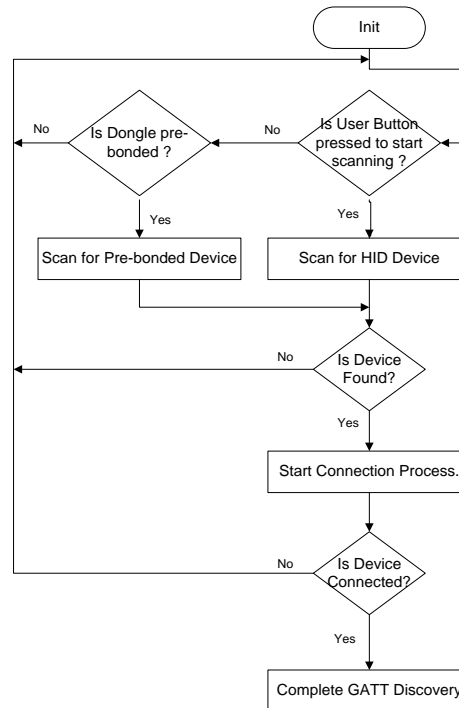 Init
Is Dongle pre-
bonded ?
No
Yes
No
Is User Button
pressed to start
scanning ?
Yes
Scan for Pre-bonded Device
Scan for HID Device
Is Device
Found?
No
Yes
Start Connection Process.
Is Device
Connected?
No
Yes
Complete GATT Discovery